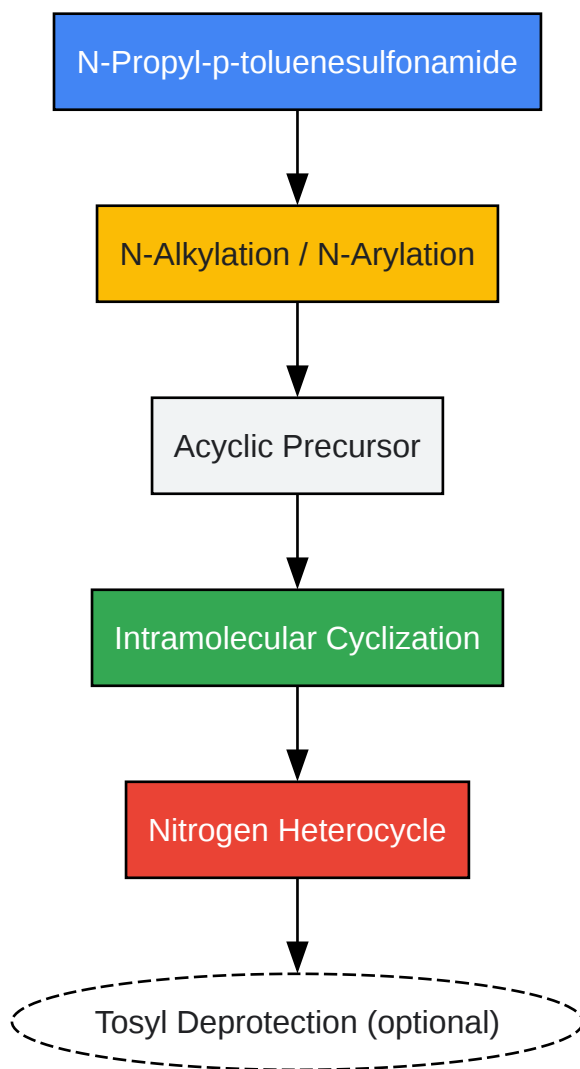 N-Propyl-p-toluenesulfonamide
N-Alkylation / N-Arylation
Acyclic Precursor
Intramolecular Cyclization
Nitrogen Heterocycle
Tosyl Deprotection (optional)